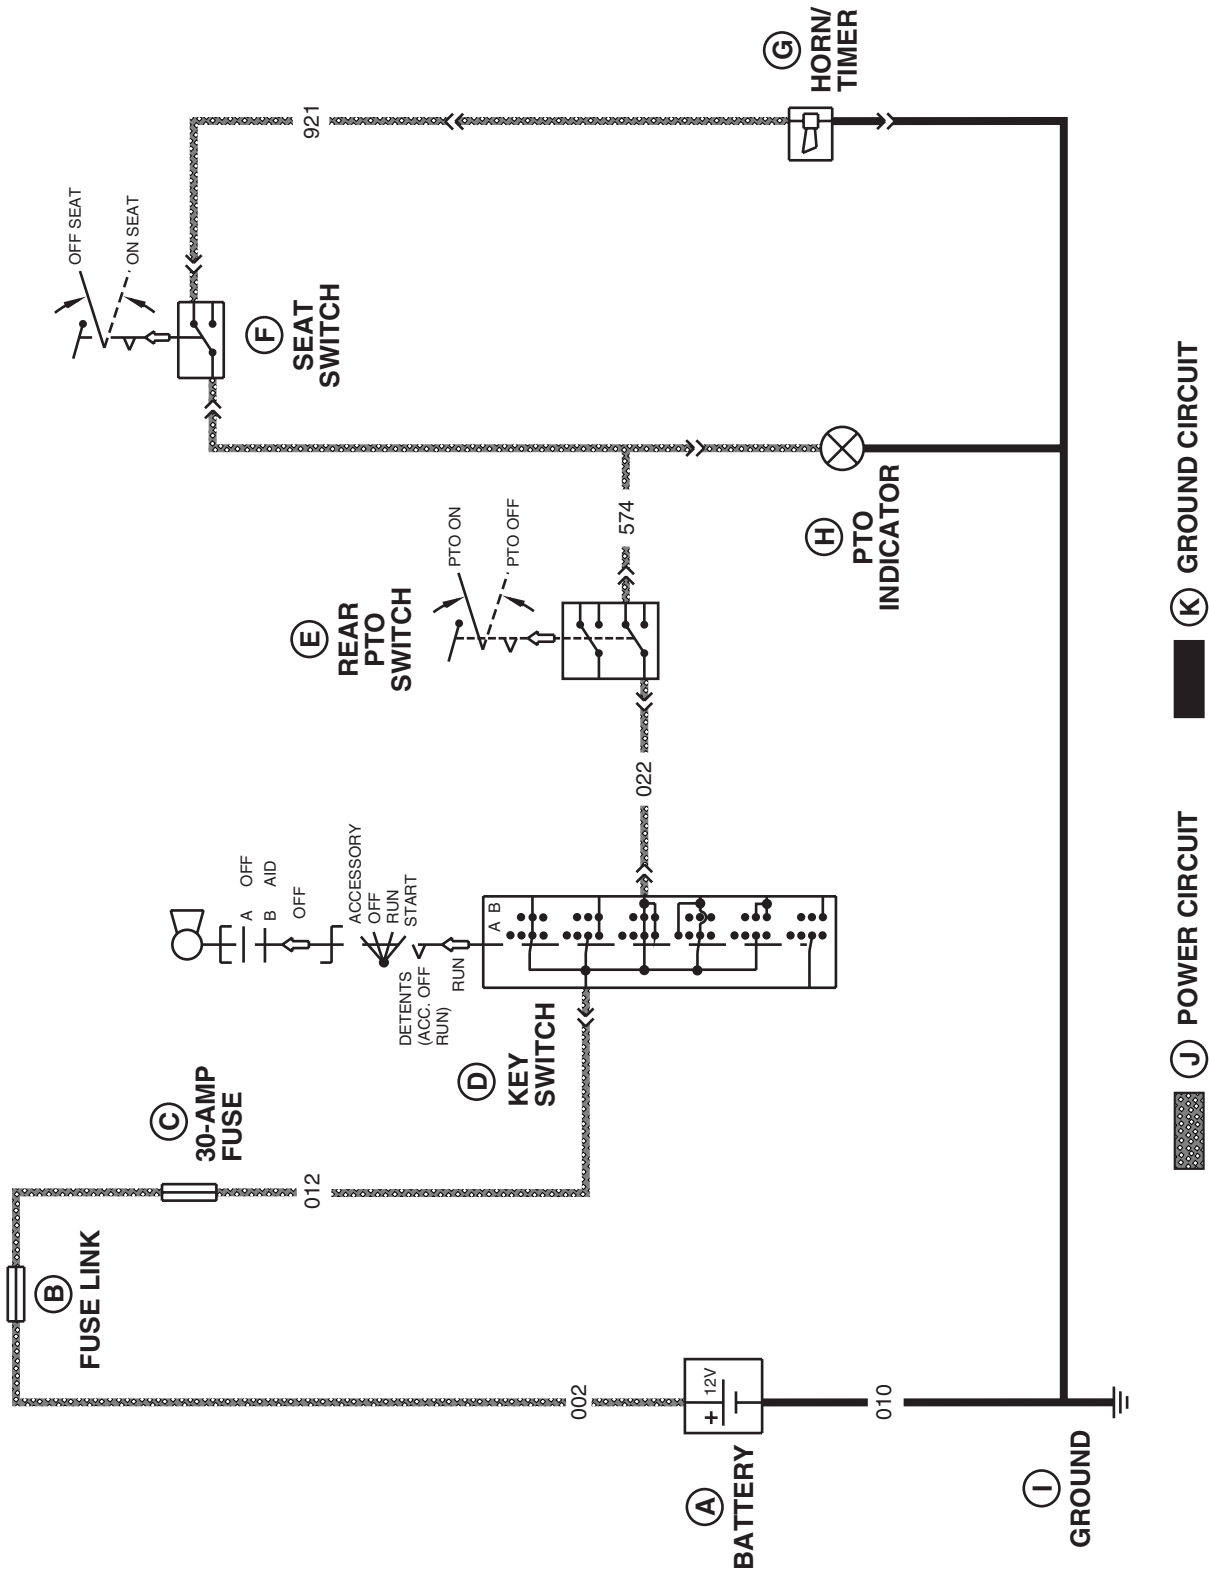 A
BATTERY
+
12V
002
010
I
GROUND
B
FUSE LINK
C
30-AMP
FUSE
012
D
KEY
SWITCH
A OFF
B AID
OFF
ACCESSORY
OFF
RUN
START
DETENTS
(ACC. OFF
RUN)
RUN
A B
022
E
REAR
PTO
SWITCH
PTO ON
PTO OFF
574
H
PTO
INDICATOR
F
SEAT
SWITCH
OFF SEAT
ON SEAT
921
G
HORN/
TIMER
J POWER CIRCUIT
K GROUND CIRCUIT